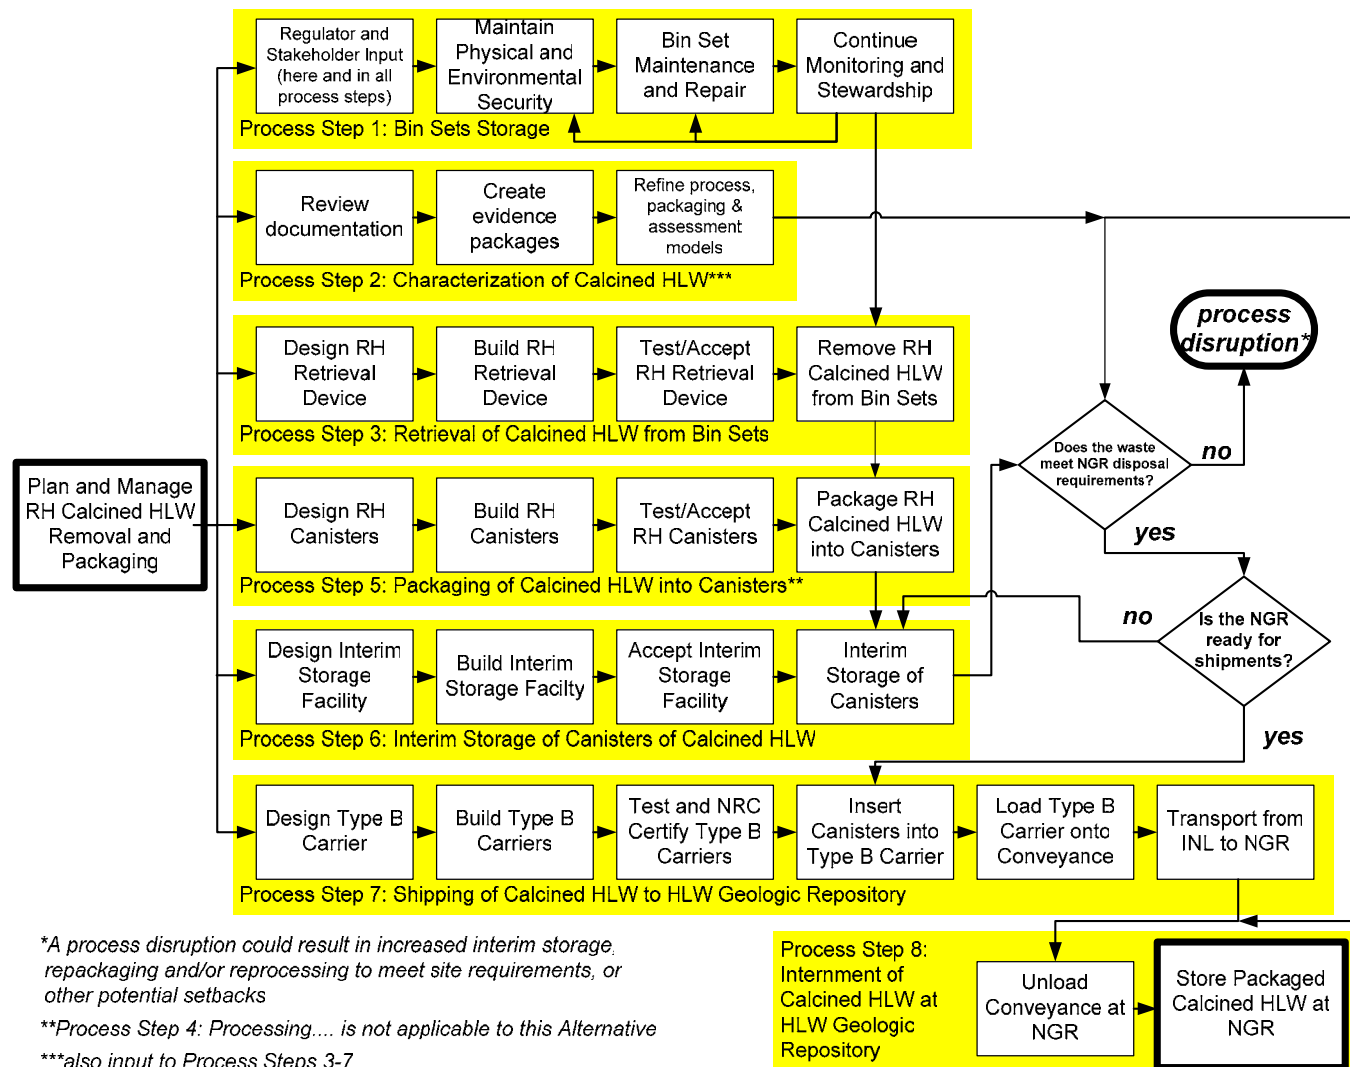 Regulator and
Stakeholder Input
(here and in all
process steps)
Maintain
Physical and
Environmental
Security
Bin Set
Maintenance
and Repair
Continue
Monitoring and
Stewardship
Process Step 1: Bin Sets Storage
Review
documentation
Create
evidence
packages
Refine process,
packaging &
assessment
models
Process Step 2: Characterization of Calcined HLW***
process
disruption*
Design RH
Retrieval
Device
Build RH
Retrieval
Device
Test/Accept
RH Retrieval
Device
Remove RH
Calcined HLW
from Bin Sets
Process Step 3: Retrieval of Calcined HLW from Bin Sets
Does the waste
meet NGR disposal
requirements?
no
yes
Plan and Manage
RH Calcined HLW
Removal and
Packaging
Design RH
Canisters
Build RH
Canisters
Test/Accept
RH Canisters
Package RH
Calcined HLW
into Canisters
Process Step 5: Packaging of Calcined HLW into Canisters**
no
Is the NGR
ready for
shipments?
yes
Design Interim
Storage
Facility
Build Interim
Storage Facilty
Accept Interim
Storage
Facility
Interim
Storage of
Canisters
Process Step 6: Interim Storage of Canisters of Calcined HLW
Design Type B
Carrier
Build Type B
Carriers
Test and NRC
Certify Type B
Carriers
Insert
Canisters into
Type B Carrier
Load Type B
Carrier onto
Conveyance
Transport from
INL to NGR
Process Step 7: Shipping of Calcined HLW to HLW Geologic Repository
*A process disruption could result in increased interim storage,
repackaging and/or reprocessing to meet site requirements, or
other potential setbacks
**Process Step 4: Processing.... is not applicable to this Alternative
***also input to Process Steps 3-7
Process Step 8:
Internment of
Calcined HLW at
HLW Geologic
Repository
Unload
Conveyance at
NGR
Store Packaged
Calcined HLW at
NGR